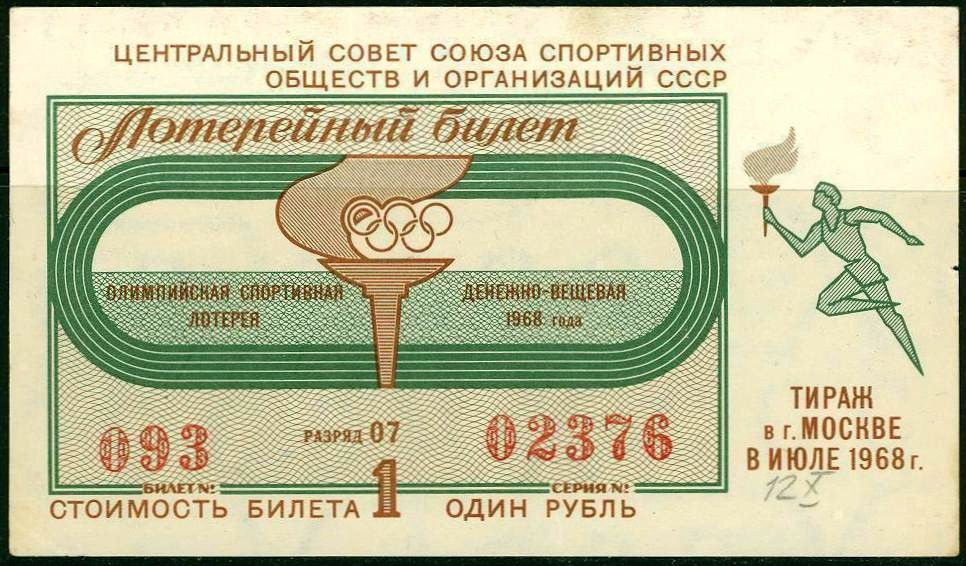 ЦЕНТРАЛЬНЫЙ СОВЕТ СОЮЗА СПОРТИВНЫХ
ОБЩЕСТВ И ОРГАНИЗАЦИЙ СССР
Лотерейный билет
ОЛИМПИЙСКАЯ СПОРТИВНАЯ
ЛОТЕРЕЯ
ДЕНЕЖНО-ВЕЩЕВАЯ
1968 года
093
РАЗРЯД 07
02376
БИЛЕТ №
СЕРИЯ №
СТОИМОСТЬ БИЛЕТА 1 ОДИН РУБЛЬ
ТИРАЖ
в г. МОСКВЕ
В ИЮЛЕ 1968 г.
12 X